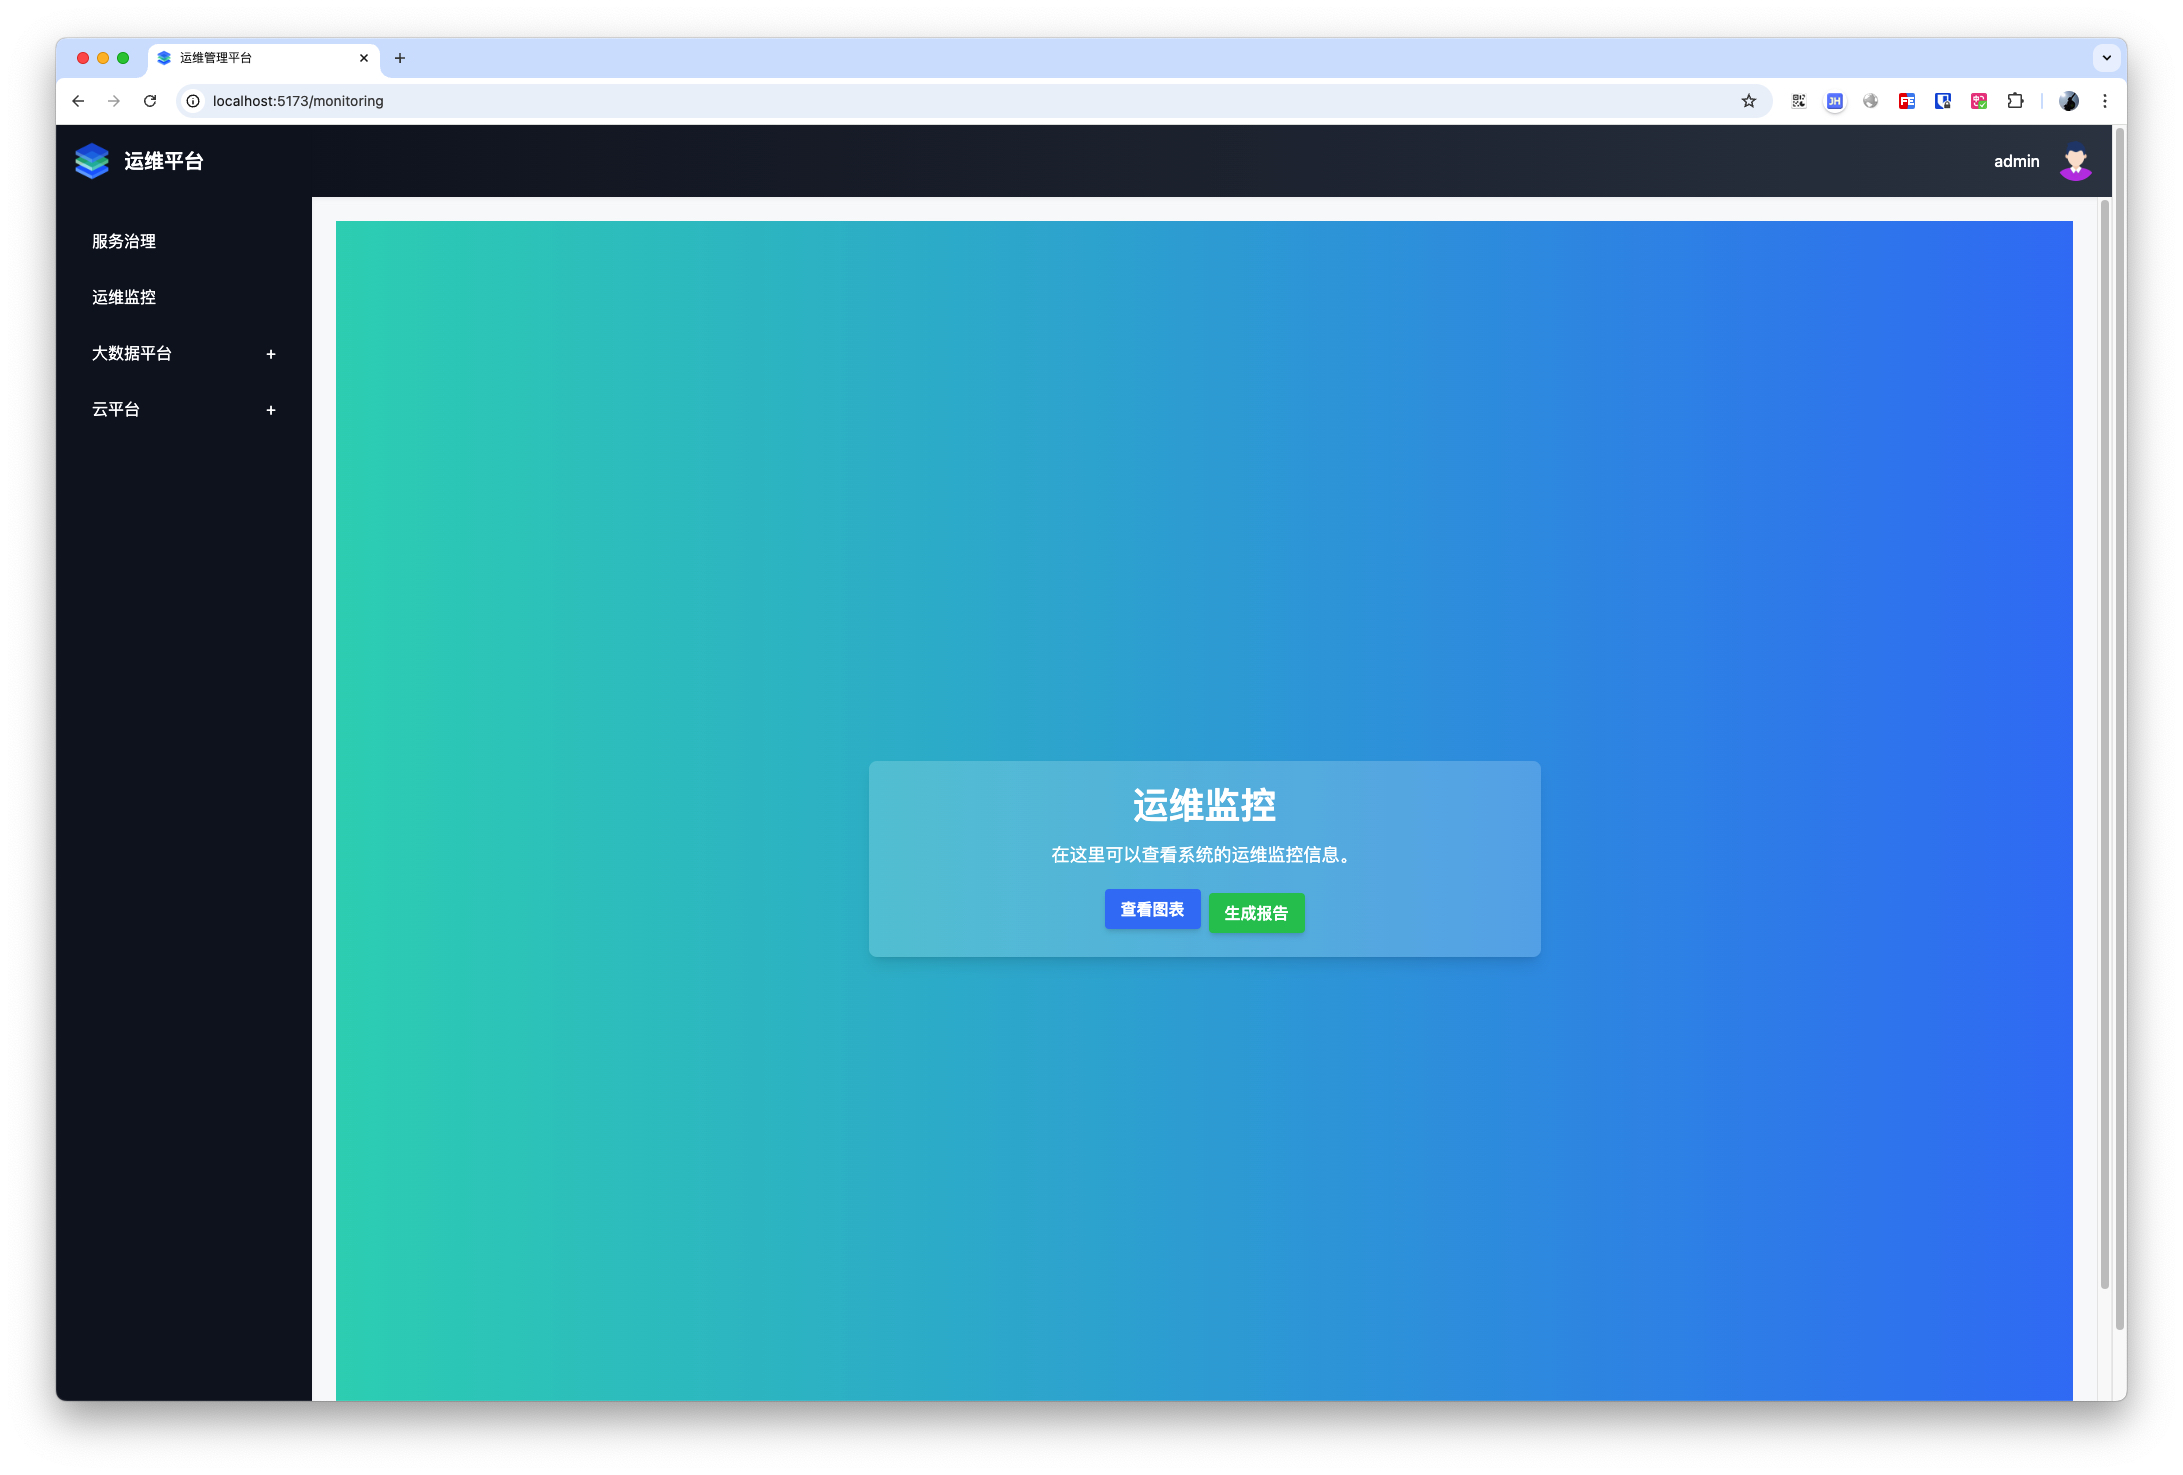 运维管理平台
localhost:5173/monitoring
JH
FE
运维平台
admin
服务治理
运维监控
大数据平台 +
云平台 +
运维监控
在这里可以查看系统的运维监控信息。
查看图表 生成报告